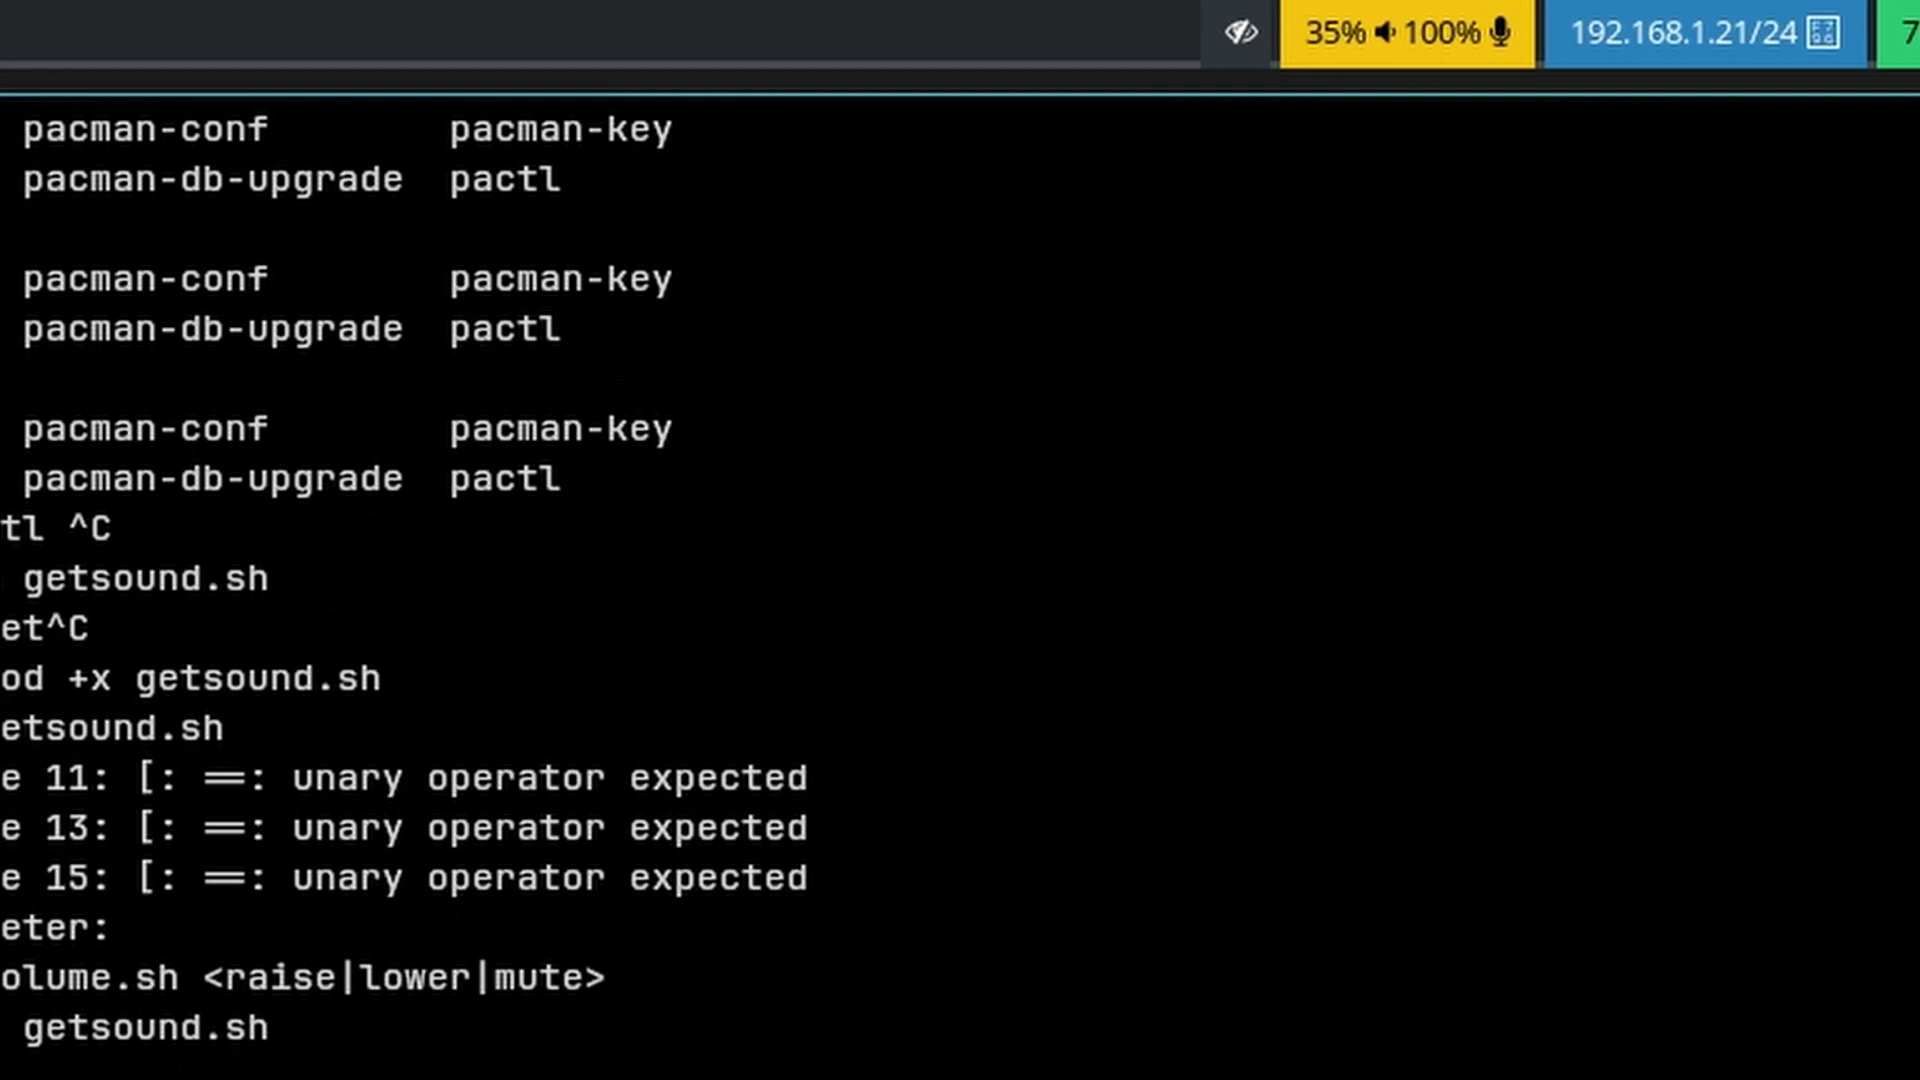 35% 100% 192.168.1.21/24 7
pacman-conf pacman-key
pacman-db-upgrade pactl
pacman-conf pacman-key
pacman-db-upgrade pactl
pacman-conf pacman-key
pacman-db-upgrade pactl
tl ^C
getsound.sh
et^C
od +x getsound.sh
etsound.sh
e 11: [: ==: unary operator expected
e 13: [: ==: unary operator expected
e 15: [: ==: unary operator expected
eter:
olume.sh <raise|lower|mute>
getsound.sh